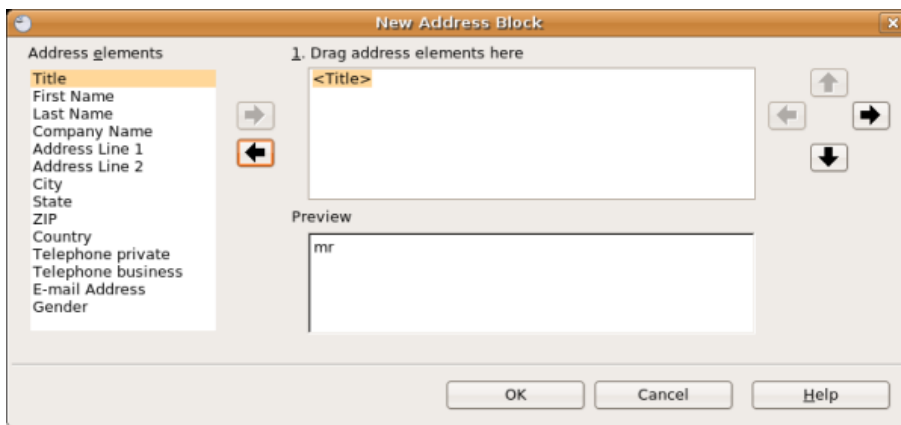 New Address Block
Address elements
Title
First Name
Last Name
Company Name
Address Line 1
Address Line 2
City
State
ZIP
Country
Telephone private
Telephone business
E-mail Address
Gender
1. Drag address elements here
<Title>
Preview
mr
OK
Cancel
Help